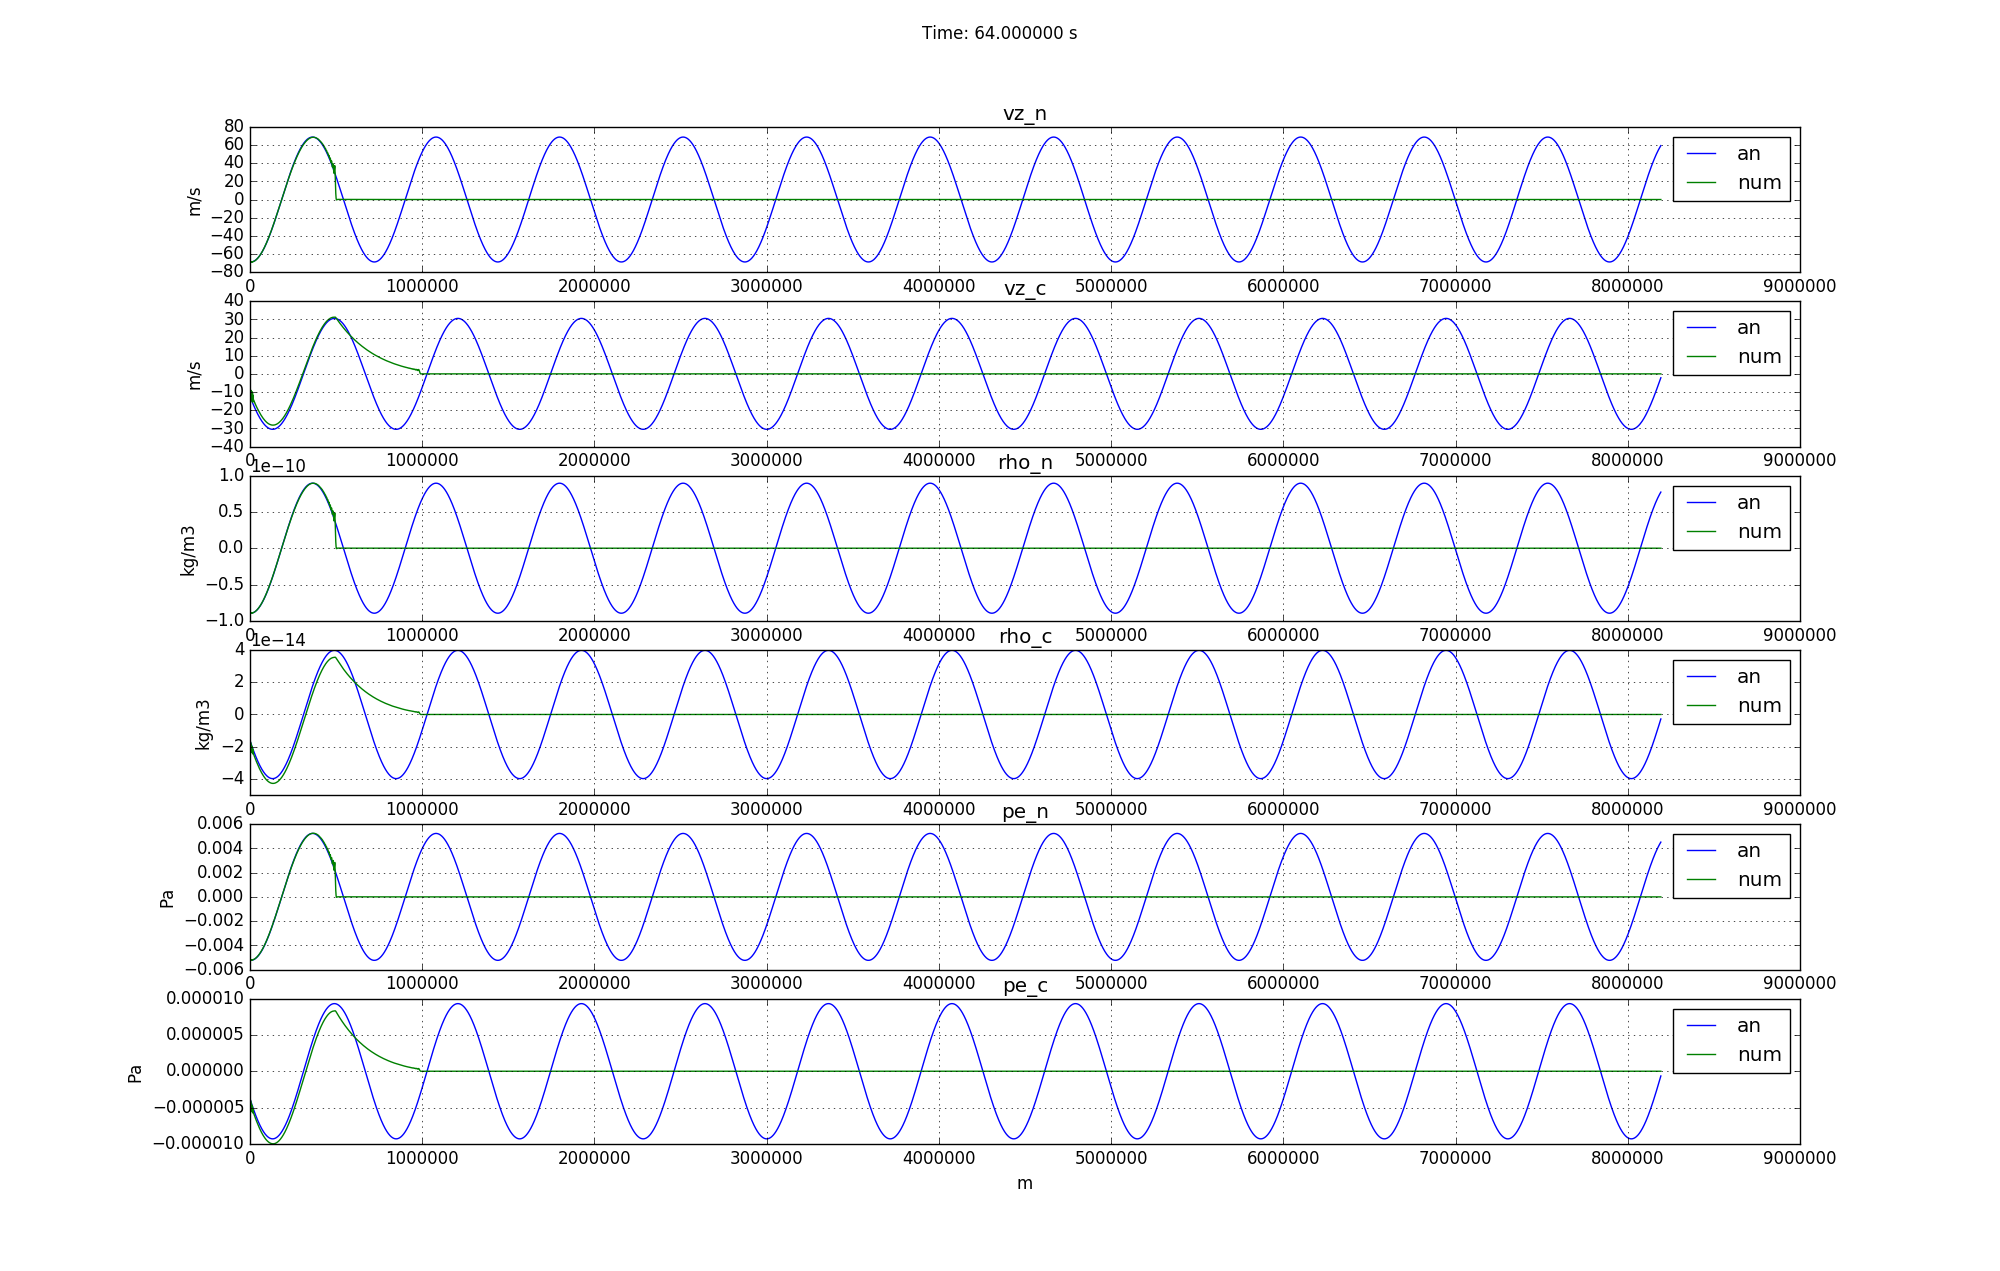 Time: 64.000000 s
vz_n
80
60
40
20
0
−20
−40
−60
−80
m/s
an
num
0 1000000 2000000 3000000 4000000 5000000 6000000 7000000 8000000 9000000
vz_c
40
30
20
10
0
−10
−20
−30
−40
m/s
an
num
0 1000000 2000000 3000000 4000000 5000000 6000000 7000000 8000000 9000000
1e−10
rho_n
1.0
0.5
0.0
−0.5
−1.0
kg/m3
an
num
0 1000000 2000000 3000000 4000000 5000000 6000000 7000000 8000000 9000000
1e−14
rho_c
4
2
0
−2
−4
kg/m3
an
num
0 1000000 2000000 3000000 4000000 5000000 6000000 7000000 8000000 9000000
pe_n
0.006
0.004
0.002
0.000
−0.002
−0.004
−0.006
Pa
an
num
0 1000000 2000000 3000000 4000000 5000000 6000000 7000000 8000000 9000000
pe_c
0.000010
0.000005
0.000000
−0.000005
−0.000010
Pa
an
num
0 1000000 2000000 3000000 4000000 5000000 6000000 7000000 8000000 9000000
m